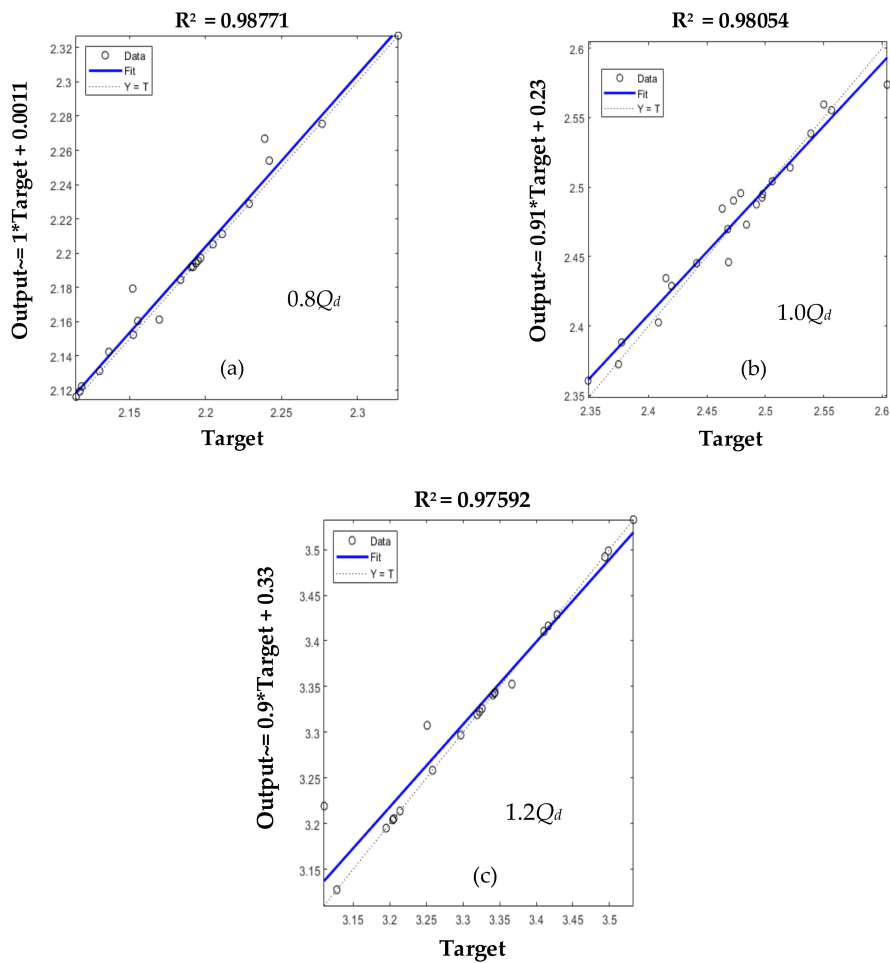 R² = 0.98771
Output~= 1*Target + 0.0011
2.32
2.3
2.28
2.26
2.24
2.22
2.2
2.18
2.16
2.14
2.12
Data
Fit
Y = T
0.8Qd
(a)
2.15
2.2
2.25
2.3
Target
R² = 0.98054
Output~= 0.91*Target + 0.23
2.6
2.55
2.5
2.45
2.4
2.35
Data
Fit
Y = T
1.0Qd
(b)
2.35
2.4
2.45
2.5
2.55
2.6
Target
R² = 0.97592
Output~= 0.9*Target + 0.33
3.5
3.45
3.4
3.35
3.3
3.25
3.2
3.15
Data
Fit
Y = T
1.2Qd
(c)
3.15
3.2
3.25
3.3
3.35
3.4
3.45
3.5
Target